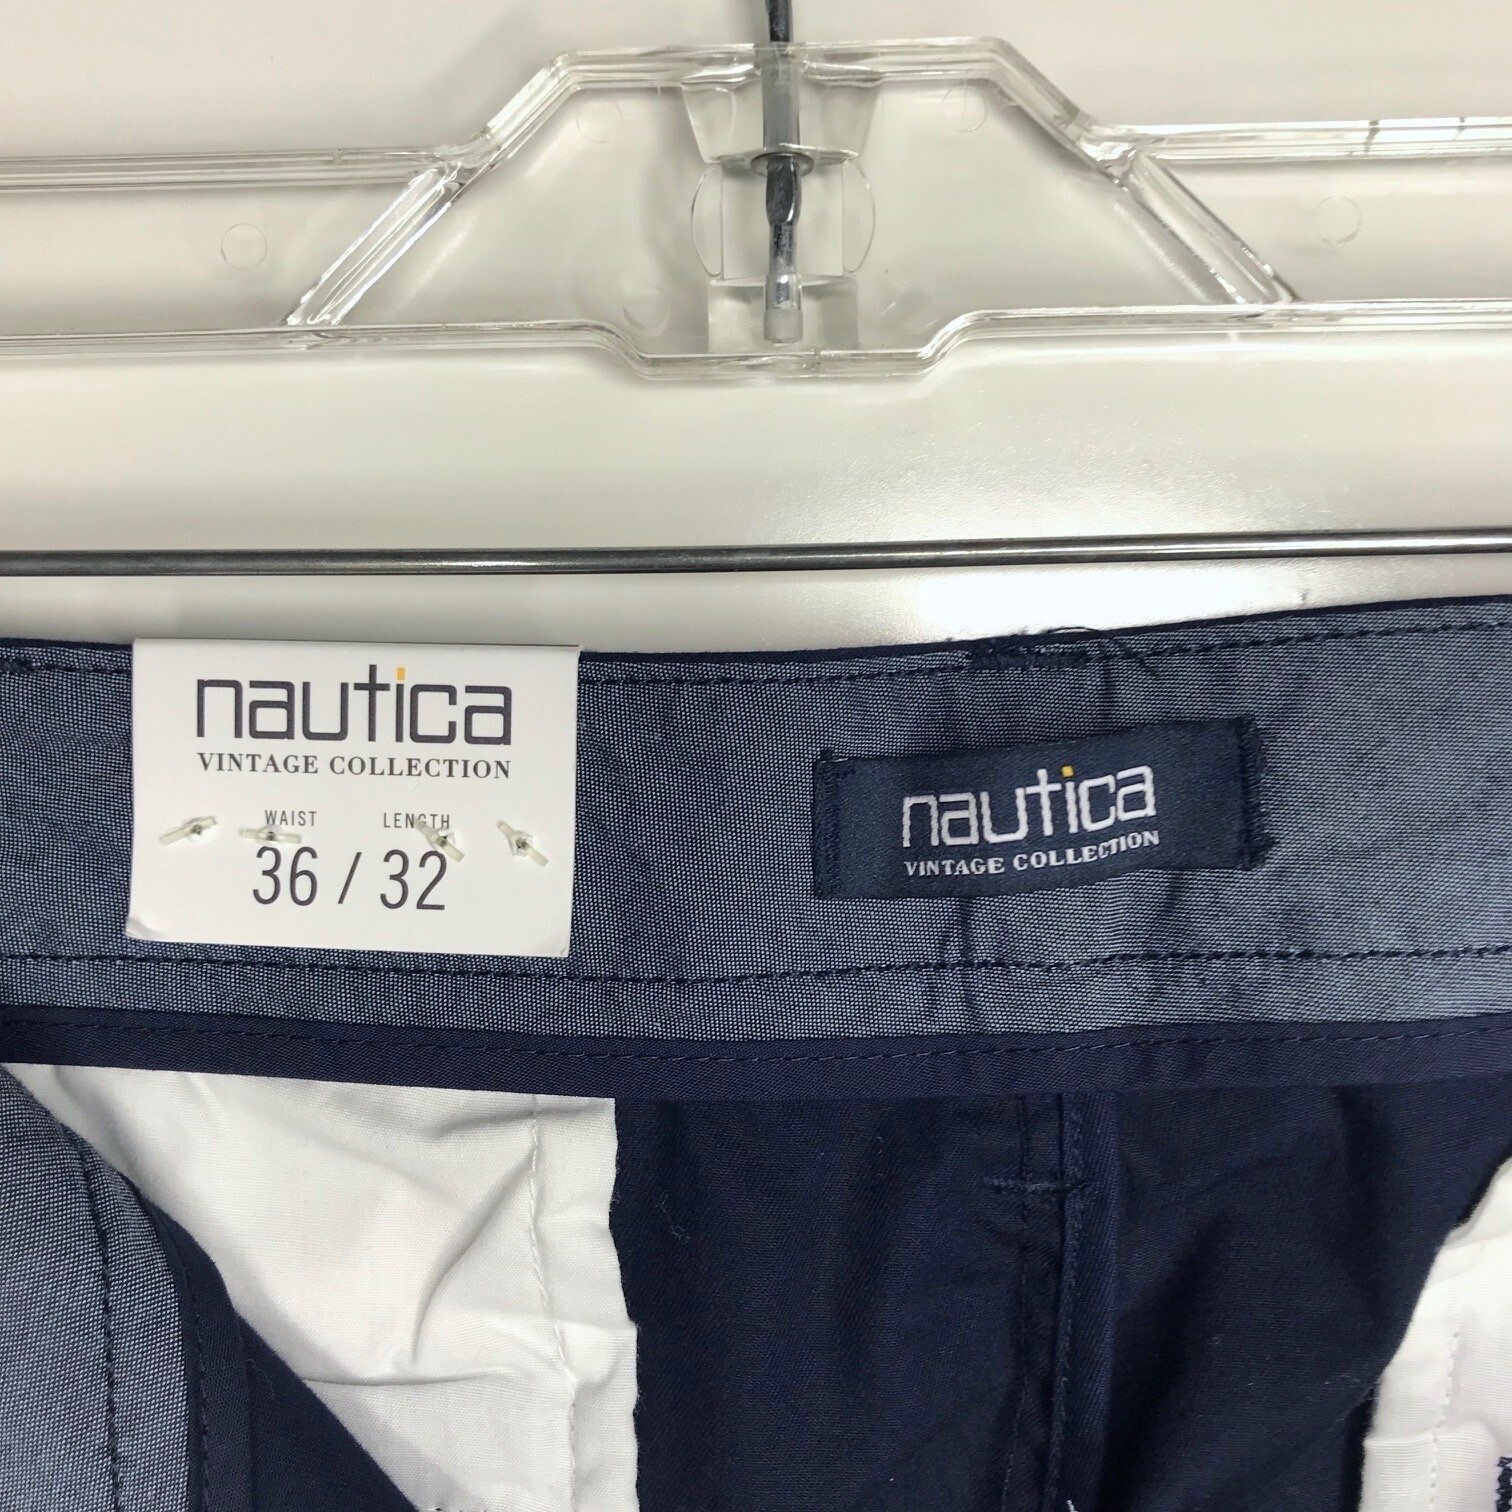 nautica
VINTAGE COLLECTION
WAIST LENGTH
36 / 32
nautica
VINTAGE COLLECTION